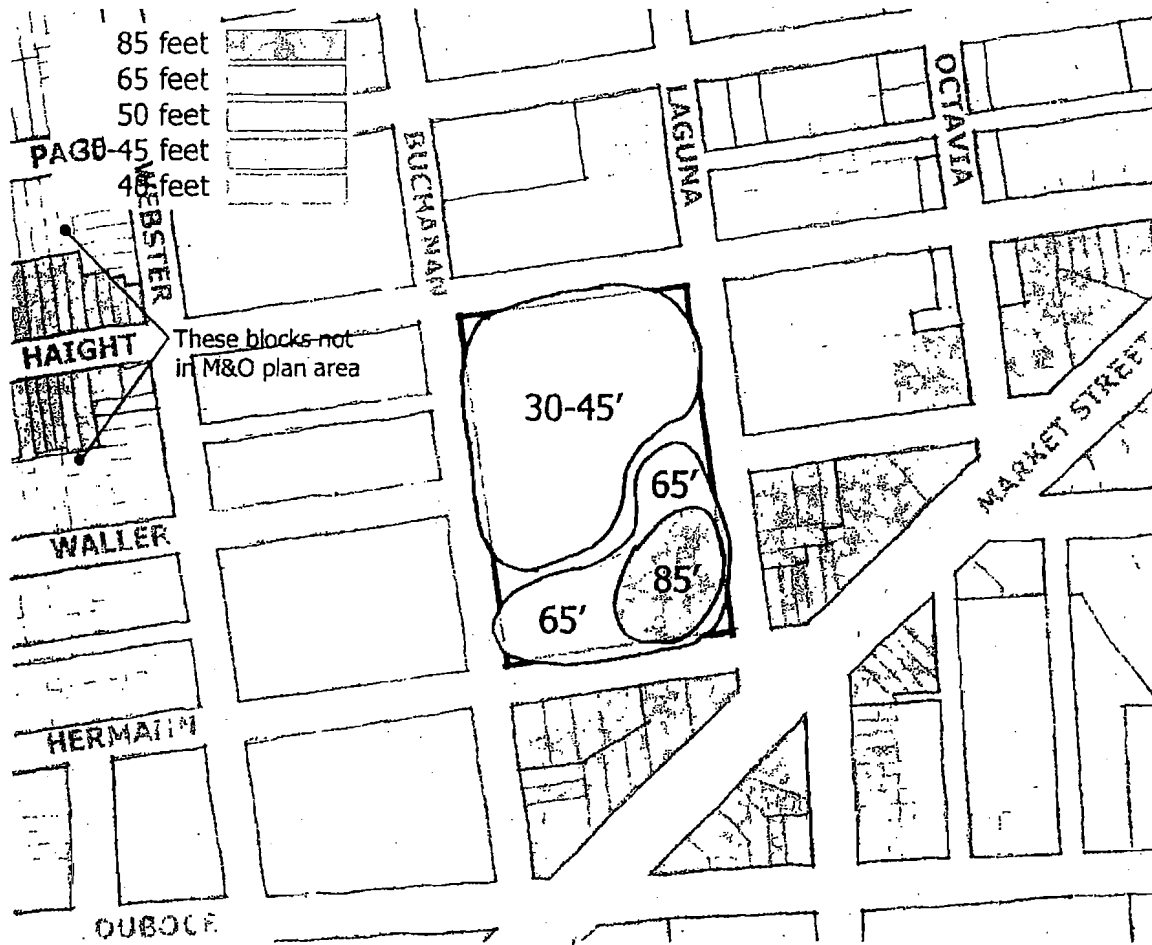 85 feet
65 feet
50 feet
30-45 feet
40 feet
PAGE
WEBSTER
BUCHANAN
LAGUNA
OCTAVIA
HAIGHT
These blocks not
in M&O plan area
30-45'
65'
85'
65'
MARKET STREET
WALLER
HERMANN
DUBOCE